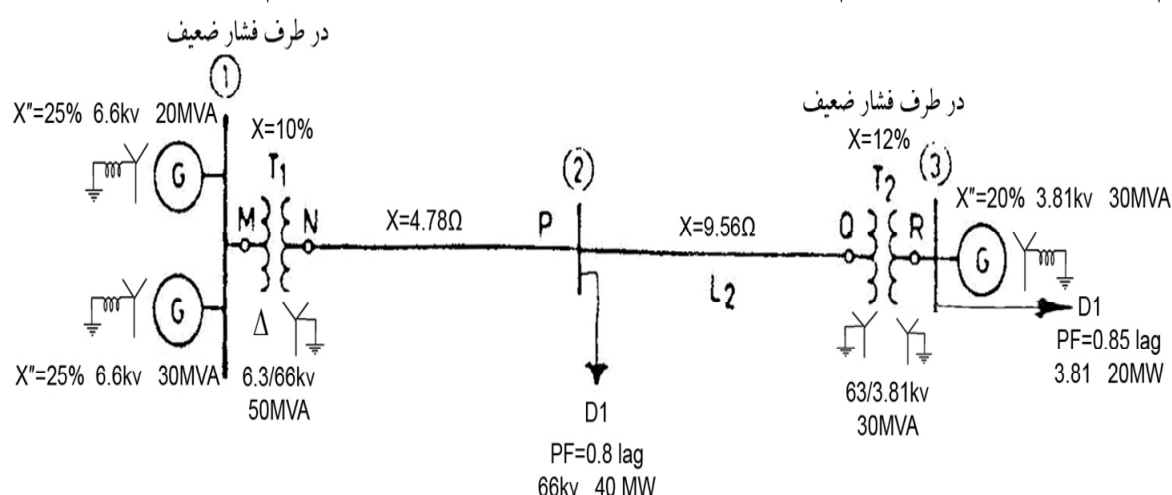 در طرف فشار ضعیف
1
X"=25% 6.6kv 20MVA
G
X=10%
T1
M
N
X=4.78Ω
P
2
X=9.56Ω
L2
در طرف فشار ضعیف
X=12%
T2
O
R
3
X"=20% 3.81kv 30MVA
G
D1
PF=0.85 lag
3.81 20MW
G
X"=25% 6.6kv 30MVA
Δ
6.3/66kv
50MVA
D1
PF=0.8 lag
66kv 40 MW
63/3.81kv
30MVA